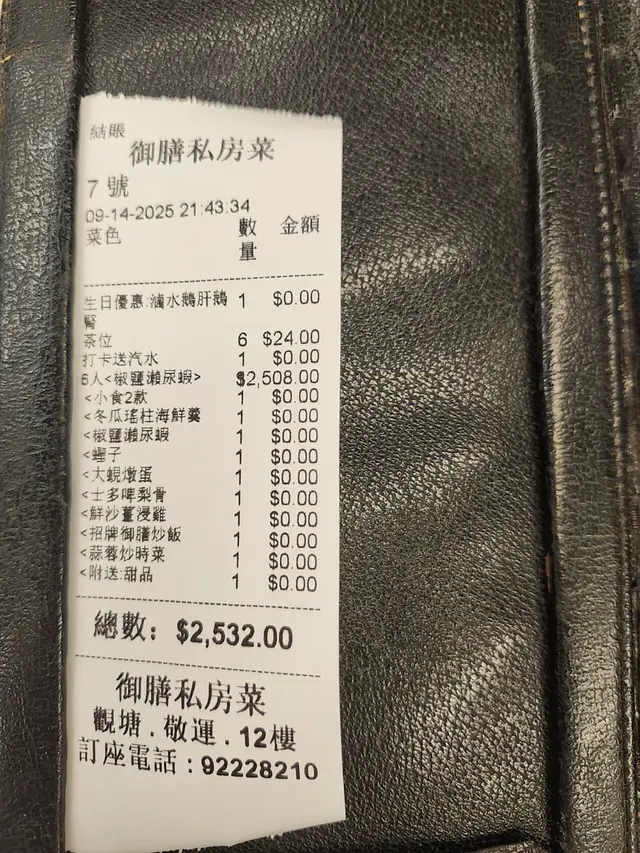 結賬
御膳私房菜
7 號
09-14-2025 21:43:34
菜色 數量 金額
生日優惠:滷水鵝肝鵝腎 1 $0.00
茶位 6 $24.00
打卡送汽水 1 $0.00
6人<椒鹽瀨尿蝦> $2,508.00
<小食2款 1 $0.00
<冬瓜瑤柱海鮮羹 1 $0.00
<椒鹽瀨尿蝦 1 $0.00
<蟶子 1 $0.00
<大蜆燉蛋 1 $0.00
<士多啤梨骨 1 $0.00
<鮮沙薑浸雞 1 $0.00
<招牌御膳炒飯 1 $0.00
<蒜蓉炒時菜 1 $0.00
<附送:甜品 1 $0.00
總數: $2,532.00
御膳私房菜
觀塘.敬運.12樓
訂座電話:92228210